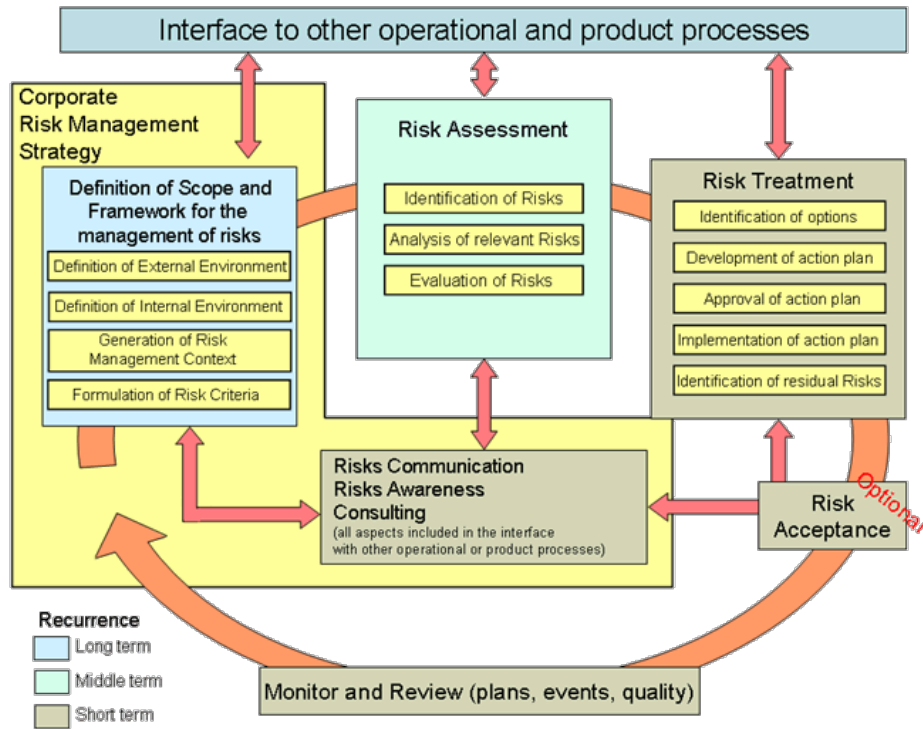 Interface to other operational and product processes
Corporate
Risk Management
Strategy
Definition of Scope and
Framework for the
management of risks
Definition of External Environment
Definition of Internal Environment
Generation of Risk
Management Context
Formulation of Risk Criteria
Risk Assessment
Identification of Risks
Analysis of relevant Risks
Evaluation of Risks
Risk Treatment
Identification of options
Development of action plan
Approval of action plan
Implementation of action plan
Identification of residual Risks
Risks Communication
Risks Awareness
Consulting
(all aspects included in the interface
with other operational or product processes)
Optional
Risk
Acceptance
Recurrence
Long term
Middle term
Short term
Monitor and Review (plans, events, quality)